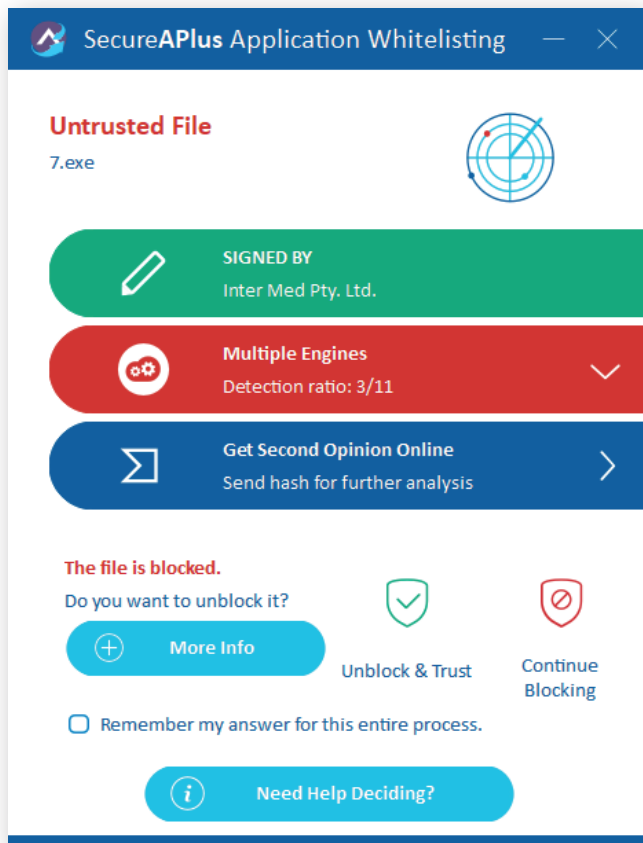 SecureAPlus Application Whitelisting
Untrusted File
7.exe
SIGNED BY
Inter Med Pty. Ltd.
Multiple Engines
Detection ratio: 3/11
Get Second Opinion Online
Send hash for further analysis
The file is blocked.
Do you want to unblock it?
More Info
Unblock & Trust
Continue
Blocking
Remember my answer for this entire process.
Need Help Deciding?